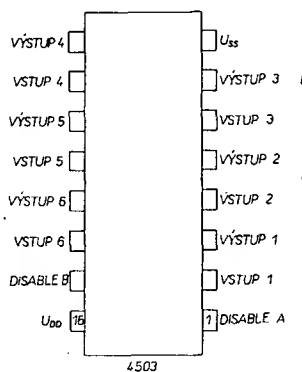 VÝSTUP 4
VSTUP 4
VÝSTUP 5
VSTUP 5
VÝSTUP 6
VSTUP 6
DISABLE B
UDD 16
USS
VÝSTUP 3
VSTUP 3
VÝSTUP 2
VSTUP 2
VÝSTUP 1
VSTUP 1
1 DISABLE A
4503